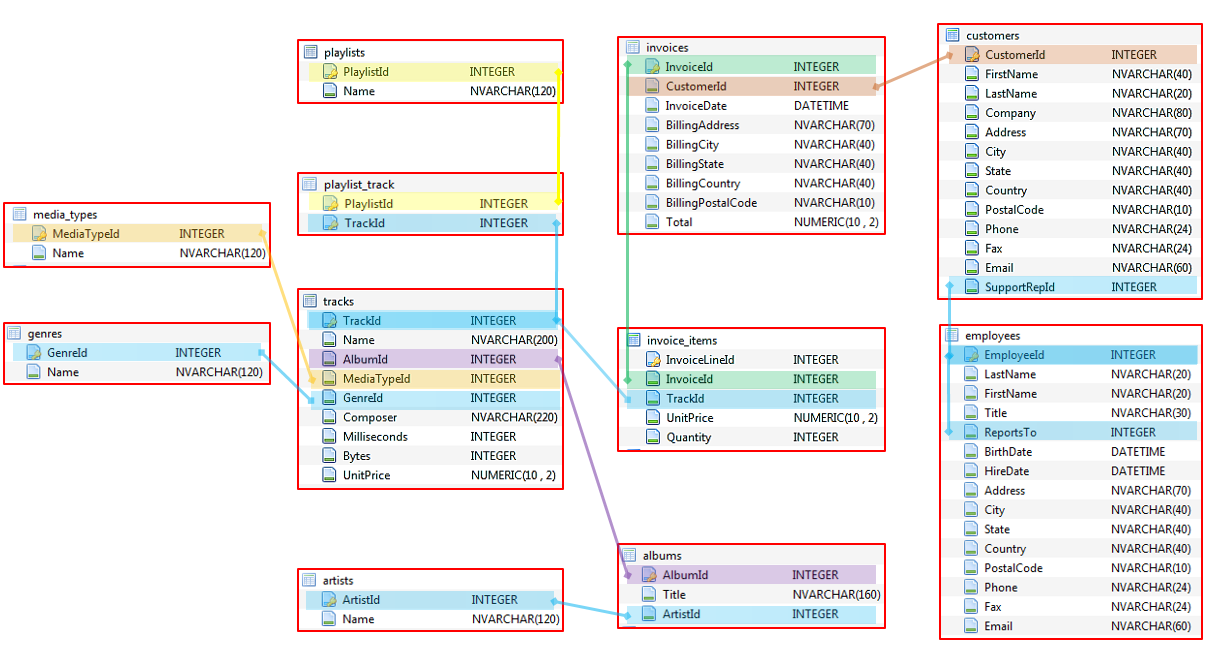 playlists
PlaylistId INTEGER
Name NVARCHAR(120)
playlist_track
PlaylistId INTEGER
TrackId INTEGER
media_types
MediaTypeId INTEGER
Name NVARCHAR(120)
genres
GenreId INTEGER
Name NVARCHAR(120)
tracks
TrackId INTEGER
Name NVARCHAR(200)
AlbumId INTEGER
MediaTypeId INTEGER
GenreId INTEGER
Composer NVARCHAR(220)
Milliseconds INTEGER
Bytes INTEGER
UnitPrice NUMERIC(10 , 2)
artists
ArtistId INTEGER
Name NVARCHAR(120)
invoices
InvoiceId INTEGER
CustomerId INTEGER
InvoiceDate DATETIME
BillingAddress NVARCHAR(70)
BillingCity NVARCHAR(40)
BillingState NVARCHAR(40)
BillingCountry NVARCHAR(40)
BillingPostalCode NVARCHAR(10)
Total NUMERIC(10 , 2)
invoice_items
InvoiceLineId INTEGER
InvoiceId INTEGER
TrackId INTEGER
UnitPrice NUMERIC(10 , 2)
Quantity INTEGER
albums
AlbumId INTEGER
Title NVARCHAR(160)
ArtistId INTEGER
customers
CustomerId INTEGER
FirstName NVARCHAR(40)
LastName NVARCHAR(20)
Company NVARCHAR(80)
Address NVARCHAR(70)
City NVARCHAR(40)
State NVARCHAR(40)
Country NVARCHAR(40)
PostalCode NVARCHAR(10)
Phone NVARCHAR(24)
Fax NVARCHAR(24)
Email NVARCHAR(60)
SupportRepId INTEGER
employees
EmployeeId INTEGER
LastName NVARCHAR(20)
FirstName NVARCHAR(20)
Title NVARCHAR(30)
ReportsTo INTEGER
BirthDate DATETIME
HireDate DATETIME
Address NVARCHAR(70)
City NVARCHAR(40)
State NVARCHAR(40)
Country NVARCHAR(40)
PostalCode NVARCHAR(10)
Phone NVARCHAR(24)
Fax NVARCHAR(24)
Email NVARCHAR(60)